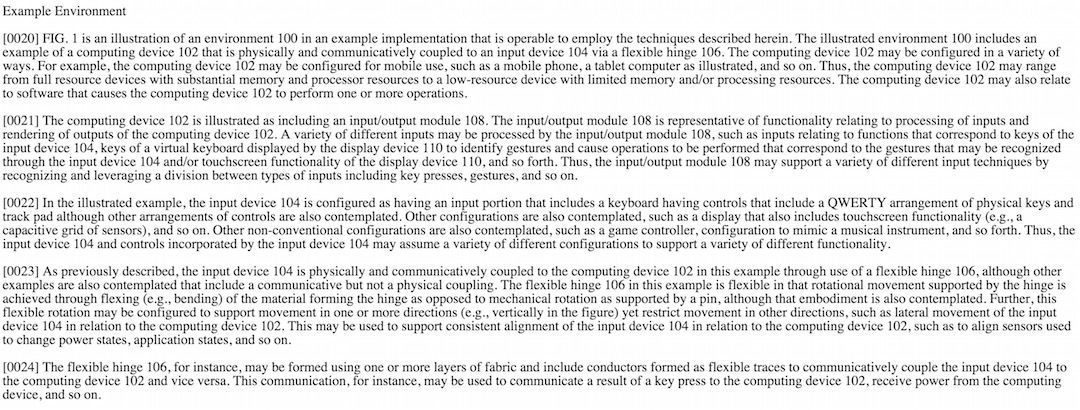 Example Environment
[0020] FIG. 1 is an illustration of an environment 100 in an example implementation that is operable to employ the techniques described herein. The illustrated environment 100 includes an
example of a computing device 102 that is physically and communicatively coupled to an input device 104 via a flexible hinge 106. The computing device 102 may be configured in a variety of
ways. For example, the computing device 102 may be configured for mobile use, such as a mobile phone, a tablet computer as illustrated, and so on. Thus, the computing device 102 may range
from full resource devices with substantial memory and processor resources to a low-resource device with limited memory and/or processing resources. The computing device 102 may also relate
to software that causes the computing device 102 to perform one or more operations.
[0021] The computing device 102 is illustrated as including an input/output module 108. The input/output module 108 is representative of functionality relating to processing of inputs and
rendering of outputs of the computing device 102. A variety of different inputs may be processed by the input/output module 108, such as inputs relating to functions that correspond to keys of the
input device 104, keys of a virtual keyboard displayed by the display device 110 to identify gestures and cause operations to be performed that correspond to the gestures that may be recognized
through the input device 104 and/or touchscreen functionality of the display device 110, and so forth. Thus, the input/output module 108 may support a variety of different input techniques by
recognizing and leveraging a division between types of inputs including key presses, gestures, and so on.
[0022] In the illustrated example, the input device 104 is configured as having an input portion that includes a keyboard having controls that include a QWERTY arrangement of physical keys and
track pad although other arrangements of controls are also contemplated. Other configurations are also contemplated, such as a display that also includes touchscreen functionality (e.g., a
capacitive grid of sensors), and so on. Other non-conventional configurations are also contemplated, such as a game controller, configuration to mimic a musical instrument, and so forth. Thus, the
input device 104 and controls incorporated by the input device 104 may assume a variety of different configurations to support a variety of different functionality.
[0023] As previously described, the input device 104 is physically and communicatively coupled to the computing device 102 in this example through use of a flexible hinge 106, although other
examples are also contemplated that include a communicative but not a physical coupling. The flexible hinge 106 in this example is flexible in that rotational movement supported by the hinge is
achieved through flexing (e.g., bending) of the material forming the hinge as opposed to mechanical rotation as supported by a pin, although that embodiment is also contemplated. Further, this
flexible rotation may be configured to support movement in one or more directions (e.g., vertically in the figure) yet restrict movement in other directions, such as lateral movement of the input
device 104 in relation to the computing device 102. This may be used to support consistent alignment of the input device 104 in relation to the computing device 102, such as to align sensors used
to change power states, application states, and so on.
[0024] The flexible hinge 106, for instance, may be formed using one or more layers of fabric and include conductors formed as flexible traces to communicatively couple the input device 104 to
the computing device 102 and vice versa. This communication, for instance, may be used to communicate a result of a key press to the computing device 102, receive power from the computing
device, and so on.